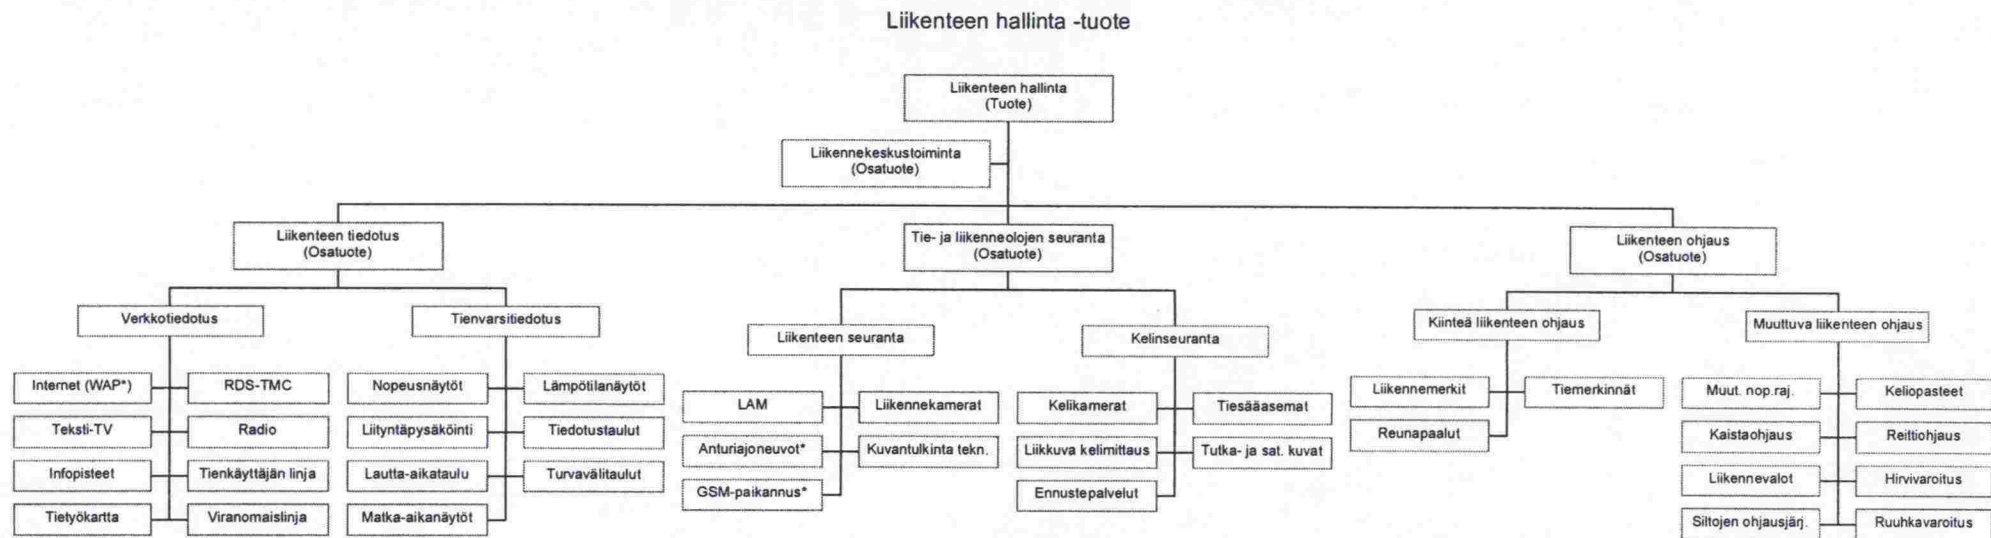 Liikenteen hallinta -tuote
Liikenteen hallinta
(Tuote)
Liikennekeskustoiminta
(Osatuote)
Liikenteen tiedotus
(Osatuote)
Tie- ja liikenneolojen seuranta
(Osatuote)
Liikenteen ohjaus
(Osatuote)
Verkkotiedotus
Tienvarsitiedotus
Liikenteen seuranta
Kelinseuranta
Kiinteä liikenteen ohjaus
Muuttuva liikenteen ohjaus
Internet (WAP*)
RDS-TMC
Teksti-TV
Radio
Infopisteet
Tienkäyttäjän linja
Tietyökartta
Viranomaislinja
Nopeusnäytöt
Lämpötilanäytöt
Liityntäpysäköinti
Tiedotustaulut
Lautta-aikataulu
Turvavälitaulut
Matka-aikanäytöt
LAM
Liikennekamerat
Anturiajoneuvot*
Kuvantulkinta tekn.
GSM-paikannus*
Kelikamerat
Tiesääasemat
Liikkuva kelimittaus
Tutka- ja sat. kuvat
Ennustepalvelut
Liikennemerkit
Tiemerkinnät
Reunapaalut
Muut. nop.raj.
Keliopasteet
Kaistaohjaus
Reittiohjaus
Liikennevalot
Hirvivaroitus
Siltojen ohjausjärj.
Ruuhkavaroitus